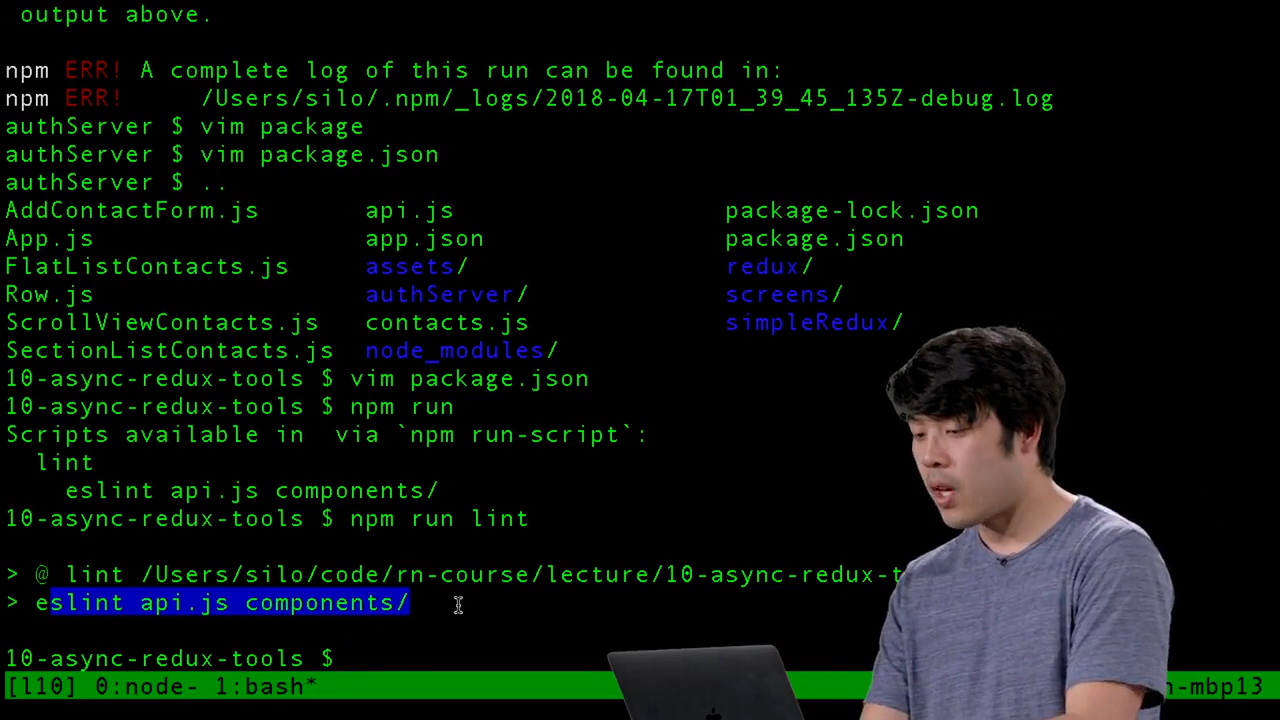 output above.
npm ERR! A complete log of this run can be found in:
npm ERR!     /Users/silo/.npm/_logs/2018-04-17T01_39_45_135Z-debug.log
authServer $ vim package
authServer $ vim package.json
authServer $ ..
AddContactForm.js       api.js                  package-lock.json
App.js                  app.json                package.json
FlatListContacts.js     assets/                 redux/
Row.js                  authServer/             screens/
ScrollViewContacts.js   contacts.js             simpleRedux/
SectionListContacts.js  node_modules/
10-async-redux-tools $ vim package.json
10-async-redux-tools $ npm run
Scripts available in  via `npm run-script`:
  lint
    eslint api.js components/
10-async-redux-tools $ npm run lint
> @ lint /Users/silo/code/rn-course/lecture/10-async-redux-t
> eslint api.js components/
10-async-redux-tools $
[l10] 0:node- 1:bash* -mbp13